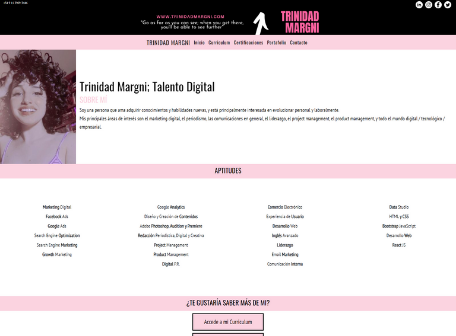 WWW.TRINIDADMARGNI.COM
"Go as far as you can see; when you get there,
you'll be able to see further"
TRINIDAD
MARGNI
TRINIDAD MARGNI Inicio Curriculum Certificaciones Portafolio Contacto
Trinidad Margni; Talento Digital
SOBRE MI
Soy una persona que ama adquirir conocimientos y habilidades nuevas, y esta principalmente interesada en evolucionar personal y laboralmente.
Mis principales áreas de interés son el marketing digital, el periodismo, las comunicaciones en general, el liderazgo, el project management, el product management, y todo el mundo digital / tecnológico /
empresarial.
APTITUDES
Marketing Digital
Facebook Ads
Google Ads
Search Engine Optimization
Search Engine Marketing
Growth Marketing
Google Analytics
Diseño y Creación de Contenidos
Adobe Photoshop, Audition y Premiere
Redacción Periodística Digital y Creativa
Project Management
Product Management
Digital P.R.
Comercio Electrónico
Experiencia de Usuario
Desarrollo Web
Inglés Avanzado
Liderazgo
Email Marketing
Comunicación Interna
Data Studio
HTML y CSS
Bootstrap JavaScript
Desarrollo Web
React JS
¿TE GUSTARÍA SABER MÁS DE MI?
Accede a mi Curriculum